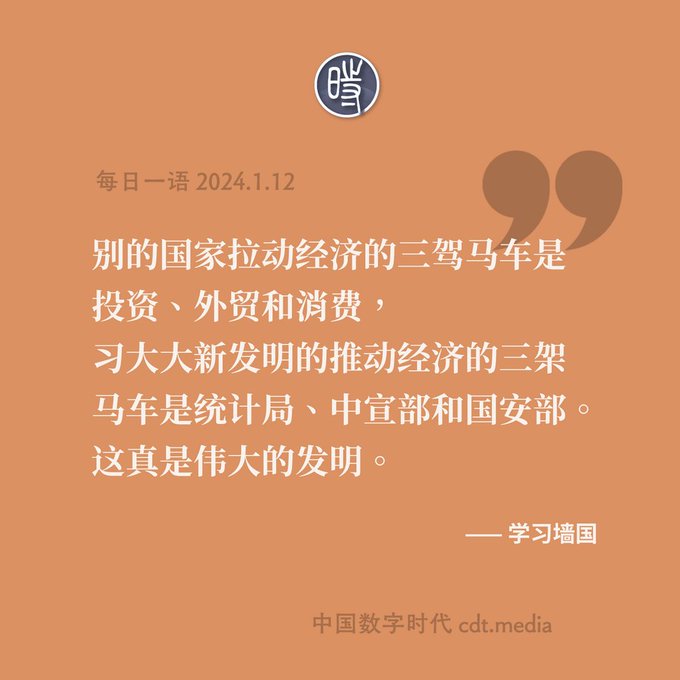 時
每日一语 2024.1.12
别的国家拉动经济的三驾马车是
投资、外贸和消费，
习大大新发明的推动经济的三架
马车是统计局、中宣部和国安部。
这真是伟大的发明。
—— 学习墙国
中国数字时代 cdt.media